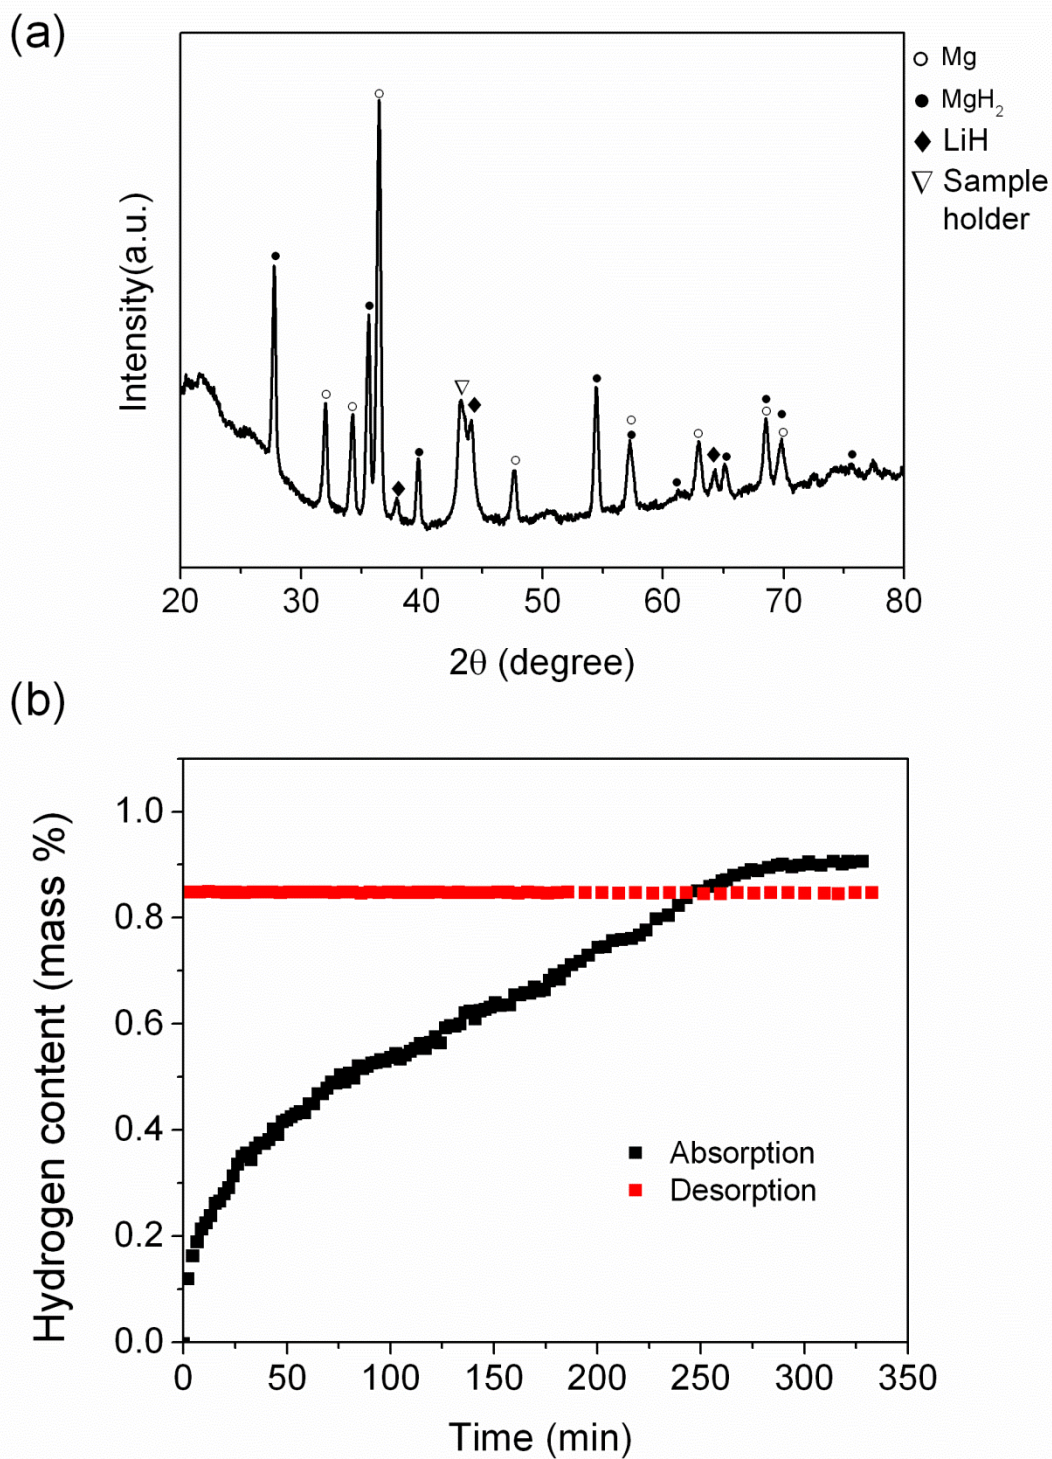 (a)
Intensity(a.u.)
○ Mg
● MgH₂
◆ LiH
▽ Sample
holder
20 30 40 50 60 70 80
2θ (degree)
(b)
Hydrogen content (mass %)
1.0
0.8
0.6
0.4
0.2
0.0
■ Absorption
■ Desorption
0 50 100 150 200 250 300 350
Time (min)